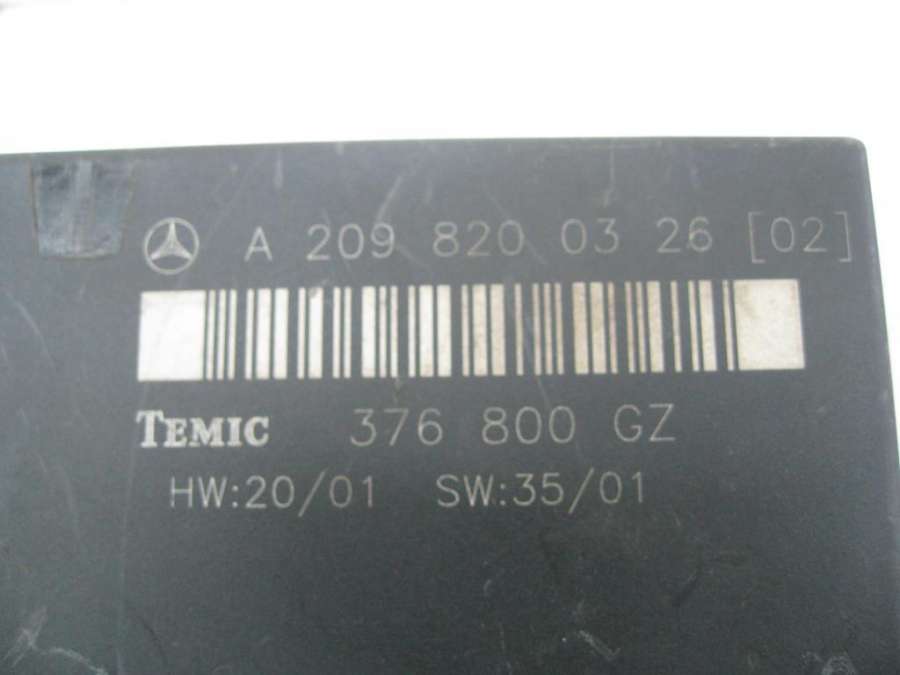 A 209 820 03 26 [02]
TEMIC 376 800 GZ
HW:20/01 SW:35/01